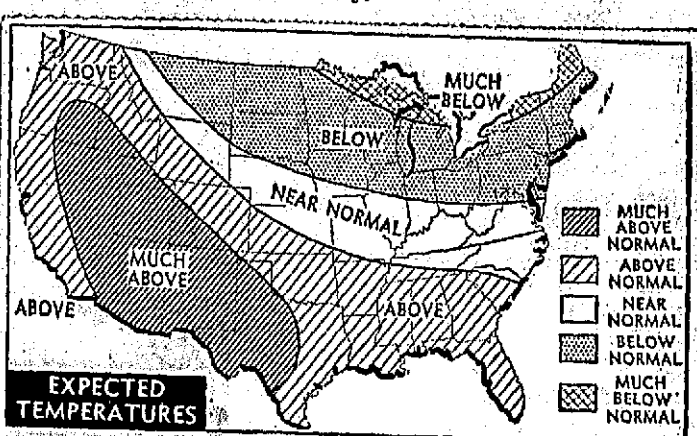 ABOVE
MUCH
BELOW
BELOW
NEAR NORMAL
MUCH
ABOVE
ABOVE
ABOVE
EXPECTED
TEMPERATURES
MUCH
ABOVE
NORMAL
ABOVE
NORMAL
NEAR
NORMAL
BELOW
NORMAL
MUCH
BELOW
NORMAL